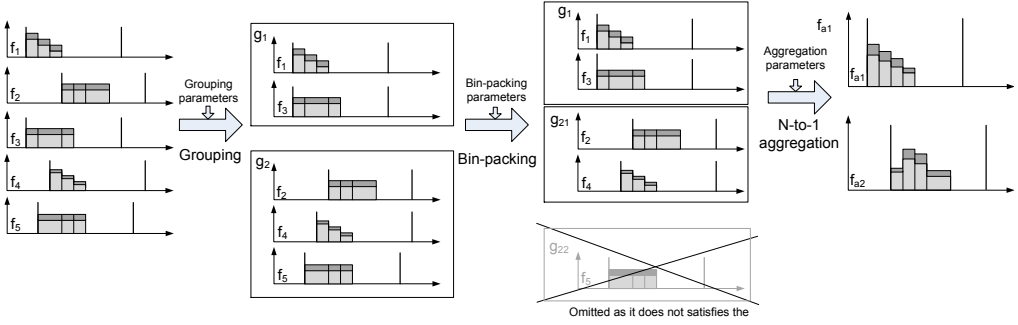 f1
f2
f3
f4
f5
Grouping
parameters
Grouping
g1
f1
f3
g2
f2
f4
f5
Bin-packing
parameters
Bin-packing
g1
f1
f3
g21
f2
f4
g22
f5
Omitted as it does not satisfies the
Aggregation
parameters
N-to-1
aggregation
fa1
fa1
fa2